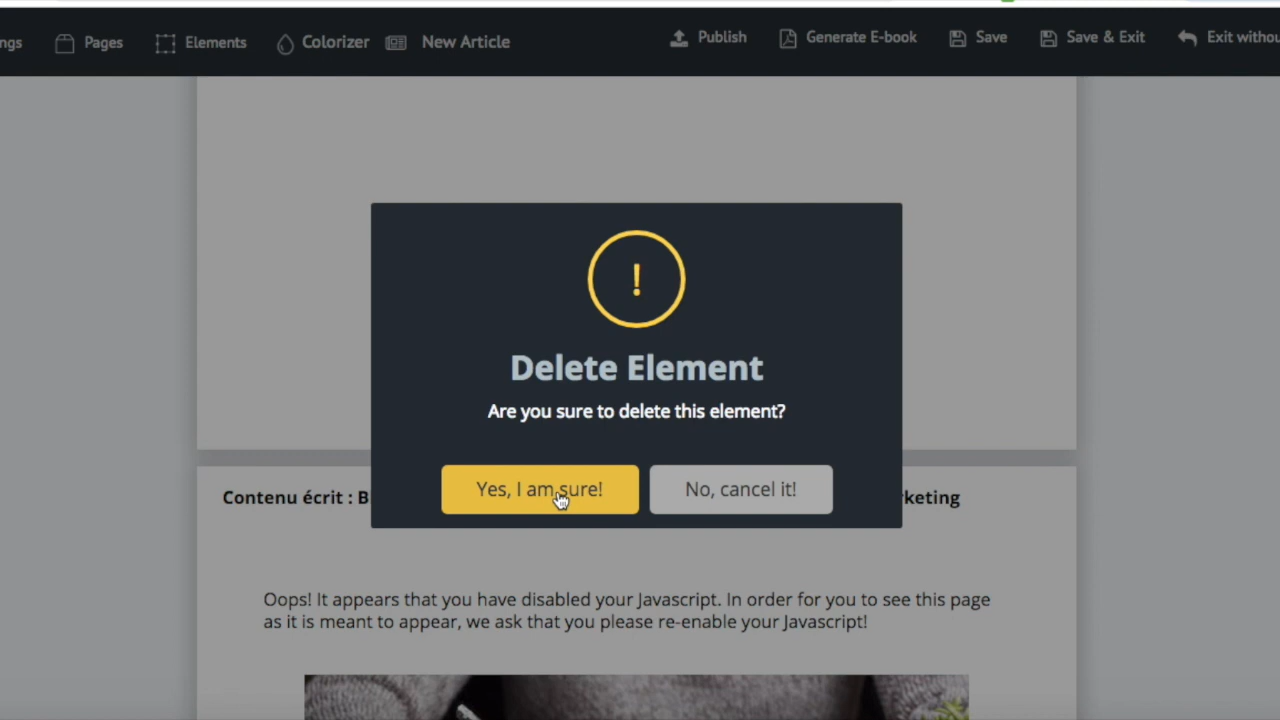 ngs Pages Elements Colorizer New Article Publish Generate E-book Save Save & Exit Exit
!
Delete Element
Are you sure to delete this element?
Yes, I am sure! No, cancel it!
Contenu écrit : keting
Oops! It appears that you have disabled your Javascript. In order for you to see this page
as it is meant to appear, we ask that you please re-enable your Javascript!